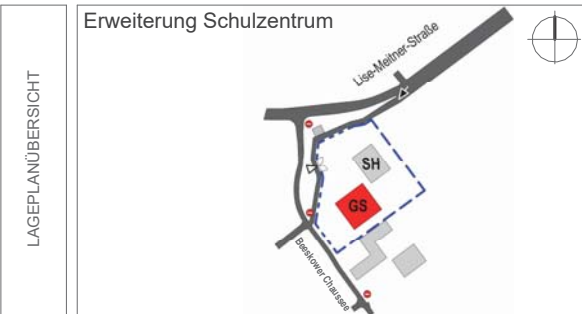 LAGEPLANÜBERSICHT
Erweiterung Schulzentrum
Lise-Meitner-Straße
SH
GS
Beeskower Chaussee